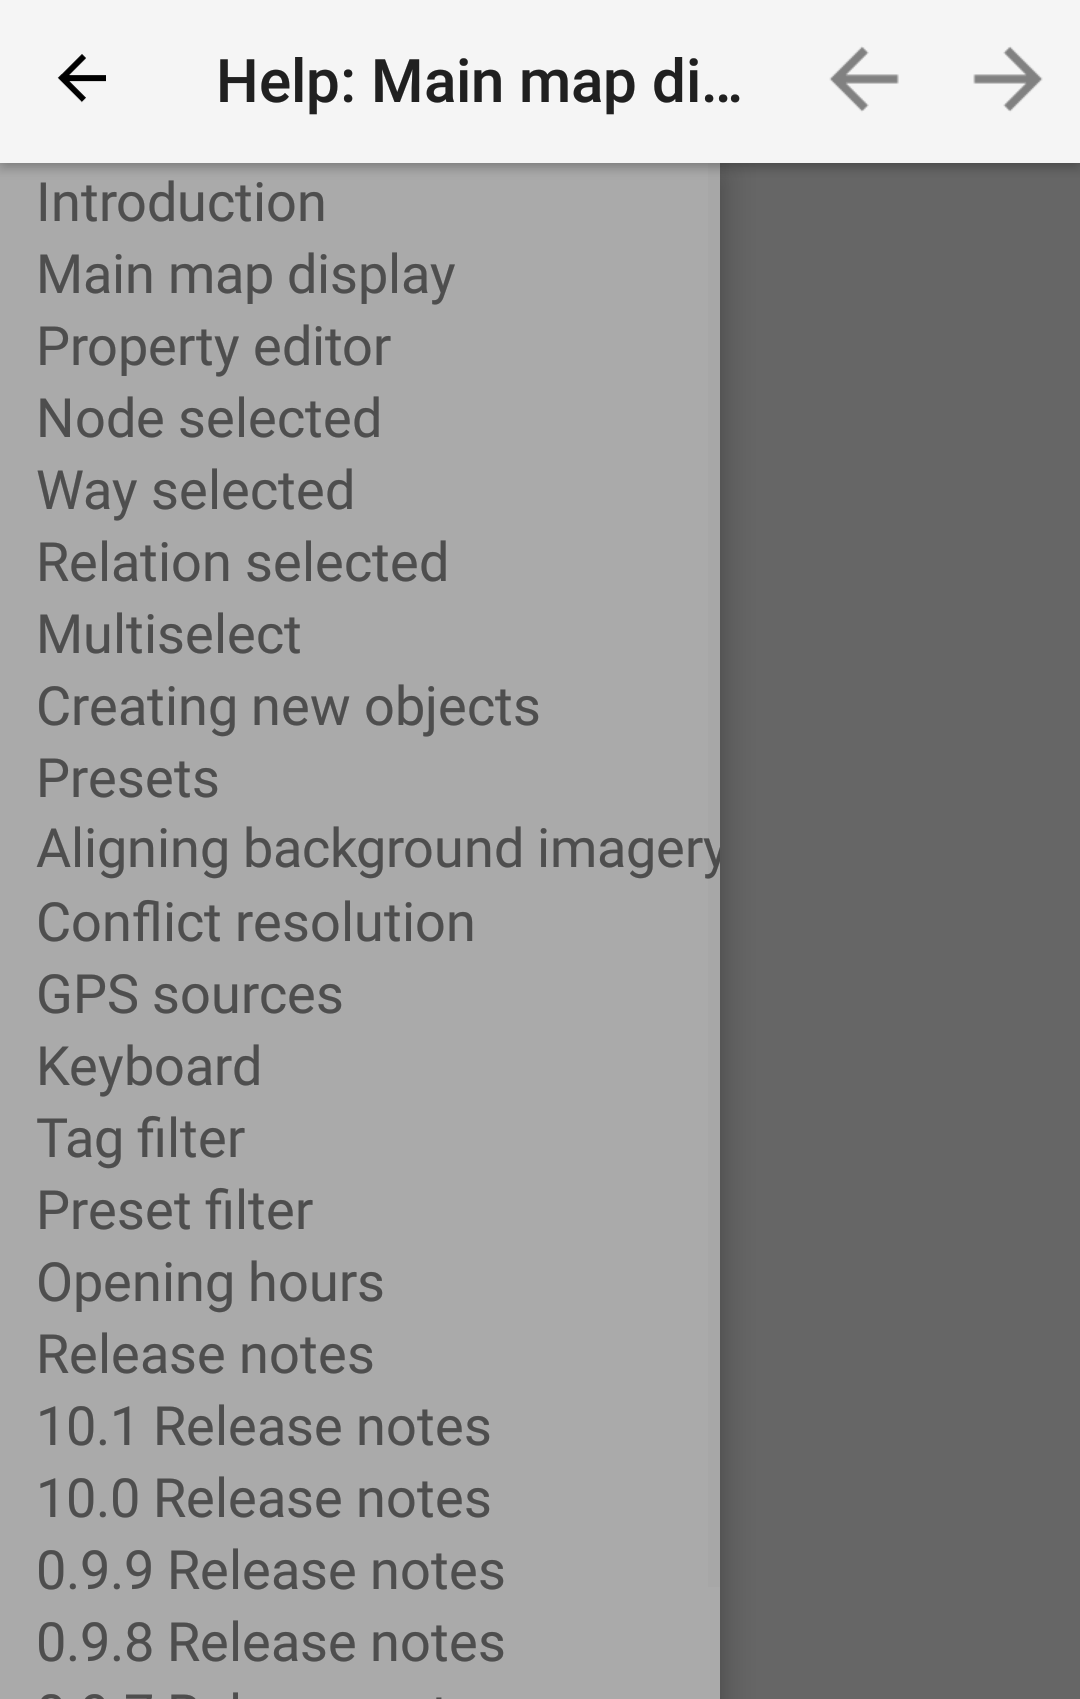 Help: Main map di...
Introduction
Main map display
Property editor
Node selected
Way selected
Relation selected
Multiselect
Creating new objects
Presets
Aligning background imagery
Conflict resolution
GPS sources
Keyboard
Tag filter
Preset filter
Opening hours
Release notes
10.1 Release notes
10.0 Release notes
0.9.9 Release notes
0.9.8 Release notes